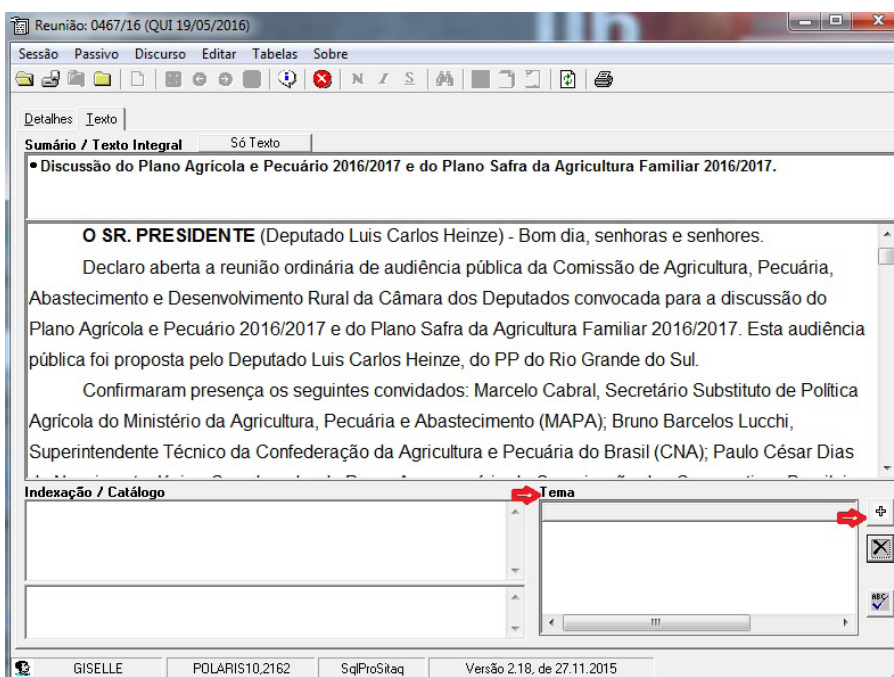 Reunião: 0467/16 (QUI 19/05/2016)
Sessão Passivo Discurso Editar Tabelas Sobre
N I S
Detalhes Texto
Sumário / Texto Integral Só Texto
• Discussão do Plano Agrícola e Pecuário 2016/2017 e do Plano Safra da Agricultura Familiar 2016/2017.
O SR. PRESIDENTE (Deputado Luis Carlos Heinze) - Bom dia, senhoras e senhores.
Declaro aberta a reunião ordinária de audiência pública da Comissão de Agricultura, Pecuária,
Abastecimento e Desenvolvimento Rural da Câmara dos Deputados convocada para a discussão do
Plano Agrícola e Pecuário 2016/2017 e do Plano Safra da Agricultura Familiar 2016/2017. Esta audiência
pública foi proposta pelo Deputado Luis Carlos Heinze, do PP do Rio Grande do Sul.
Confirmaram presença os seguintes convidados: Marcelo Cabral, Secretário Substituto de Política
Agrícola do Ministério da Agricultura, Pecuária e Abastecimento (MAPA); Bruno Barcelos Lucchi,
Superintendente Técnico da Confederação da Agricultura e Pecuária do Brasil (CNA); Paulo César Dias
Indexação / Catálogo Tema
ABC
GISELLE POLARIS10,2162 SqlProSitaq Versão 2.18, de 27.11.2015